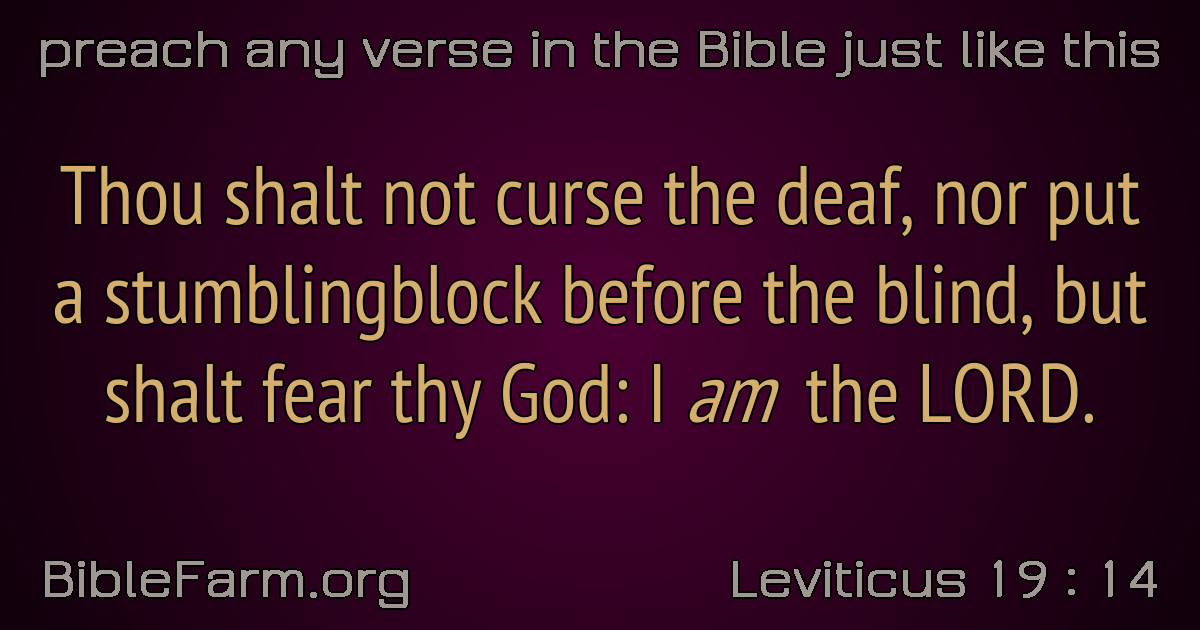 preach any verse in the Bible just like this
Thou shalt not curse the deaf, nor put
a stumblingblock before the blind, but
shalt fear thy God: I am the LORD.
BibleFarm.org
Leviticus 19 : 14